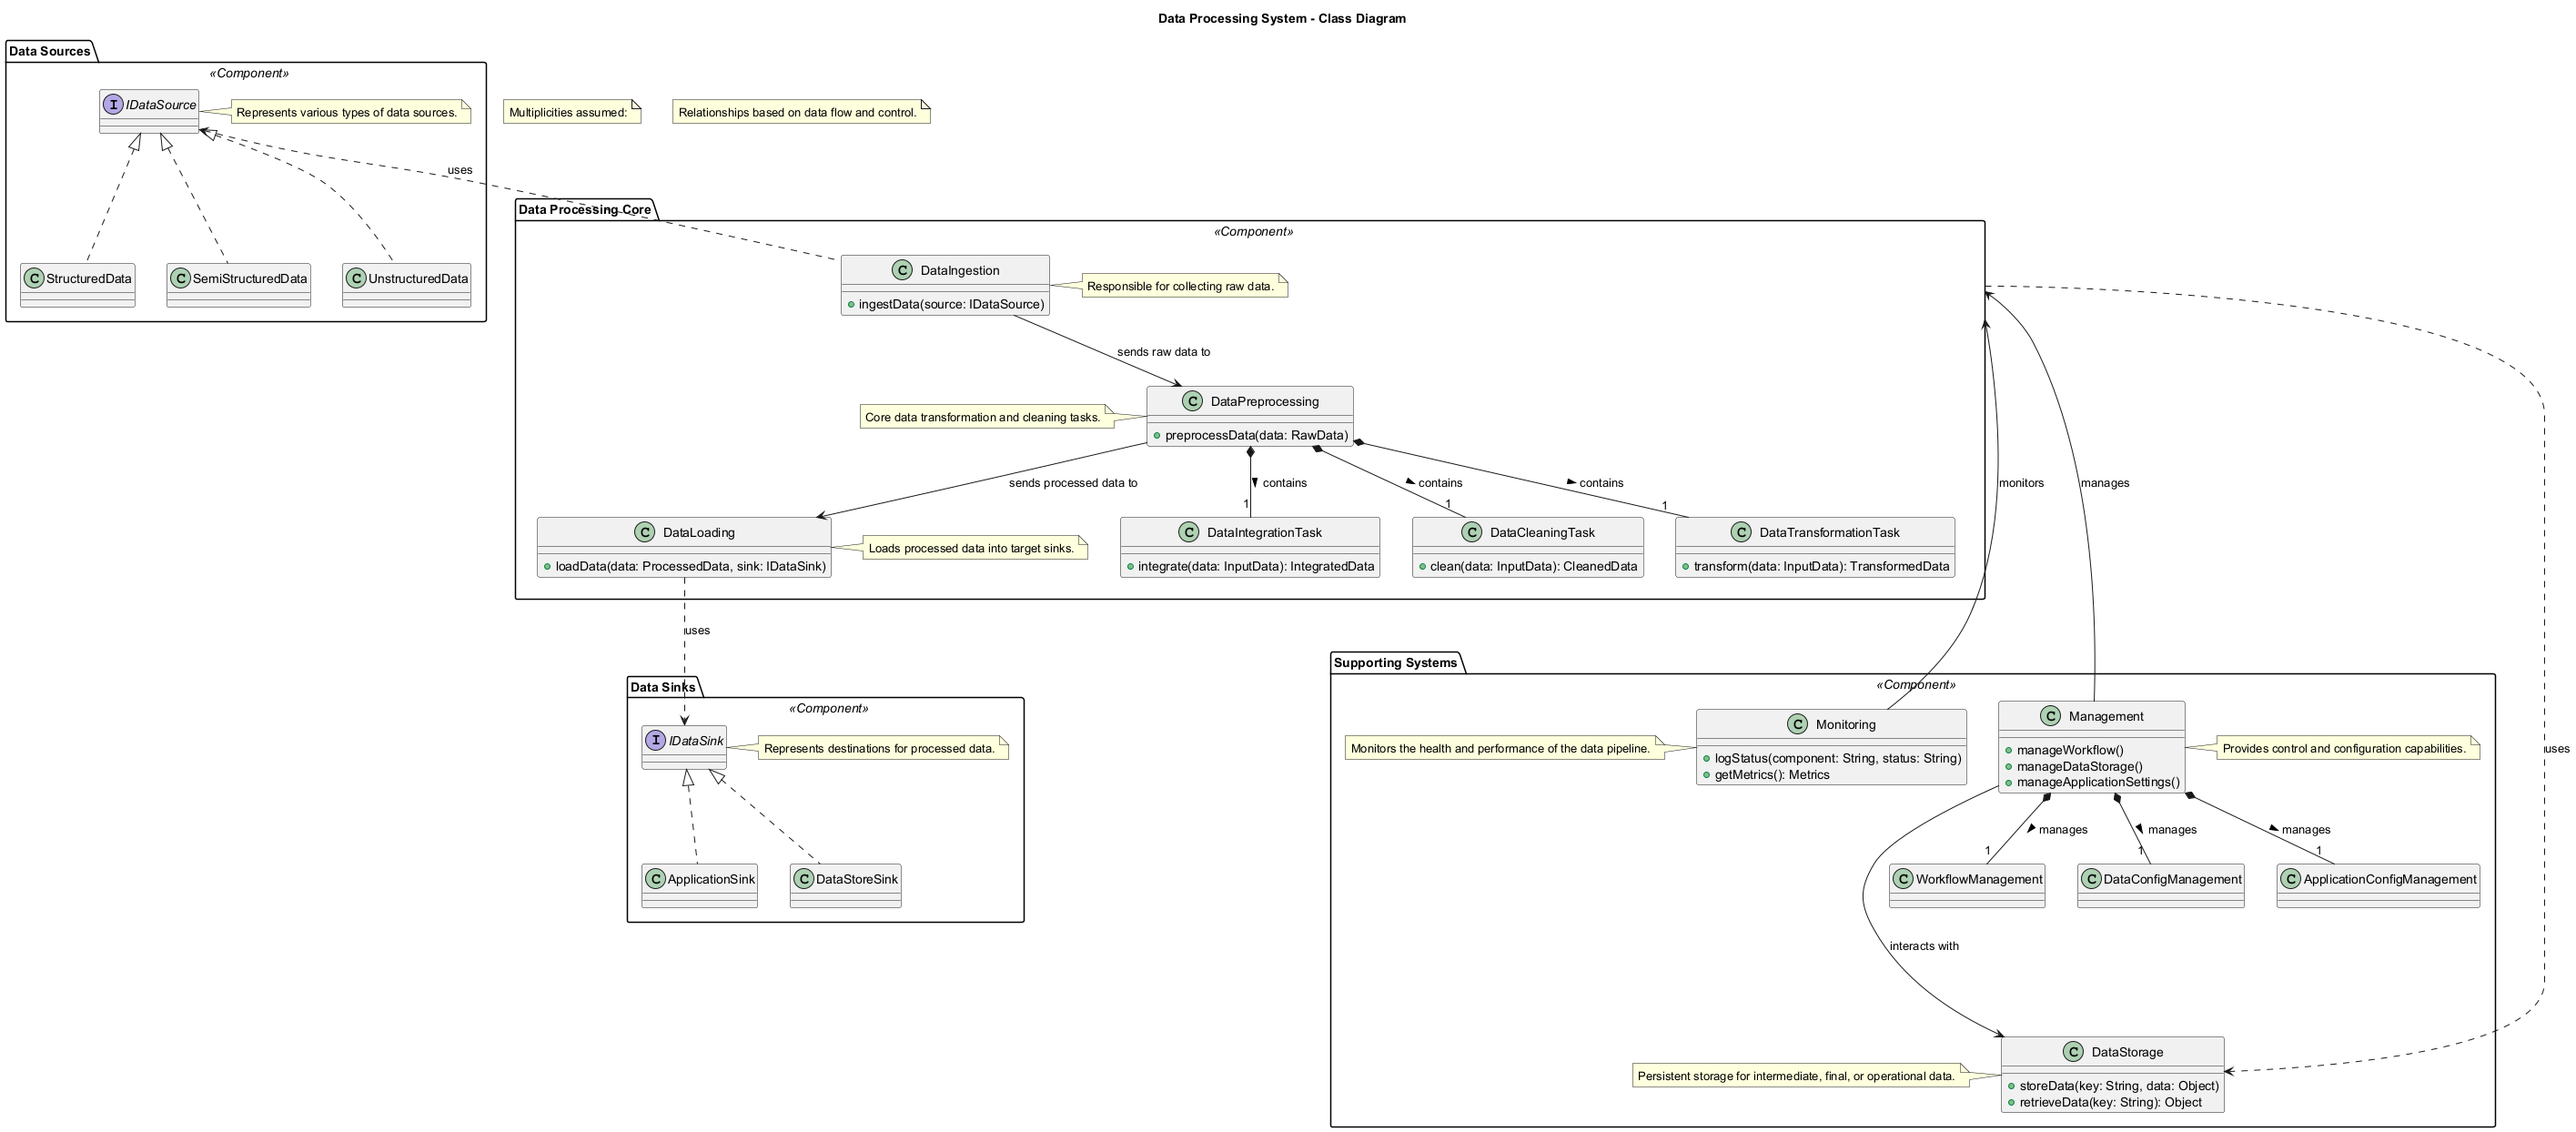 Data Processing System - Class Diagram
Data Sources
«Component»
I IDataSource
Represents various types of data sources.
Multiplicities assumed:
Relationships based on data flow and control.
uses
C StructuredData
C SemiStructuredData
C UnstructuredData
Data Processing Core
«Component»
C DataIngestion
ingestData(source: IDataSource)
Responsible for collecting raw data.
sends raw data to
C DataPreprocessing
preprocessData(data: RawData)
Core data transformation and cleaning tasks.
sends processed data to
contains
1
contains
1
contains
1
C DataLoading
loadData(data: ProcessedData, sink: IDataSink)
Loads processed data into target sinks.
C DataIntegrationTask
integrate(data: InputData): IntegratedData
C DataCleaningTask
clean(data: InputData): CleanedData
C DataTransformationTask
transform(data: InputData): TransformedData
monitors
manages
uses
uses
Data Sinks
«Component»
I IDataSink
Represents destinations for processed data.
C ApplicationSink
C DataStoreSink
Supporting Systems
«Component»
Monitors the health and performance of the data pipeline.
C Monitoring
logStatus(component: String, status: String)
getMetrics(): Metrics
C Management
manageWorkflow()
manageDataStorage()
manageApplicationSettings()
Provides control and configuration capabilities.
manages
1
manages
1
manages
1
C WorkflowManagement
C DataConfigManagement
C ApplicationConfigManagement
interacts with
Persistent storage for intermediate, final, or operational data.
C DataStorage
storeData(key: String, data: Object)
retrieveData(key: String): Object